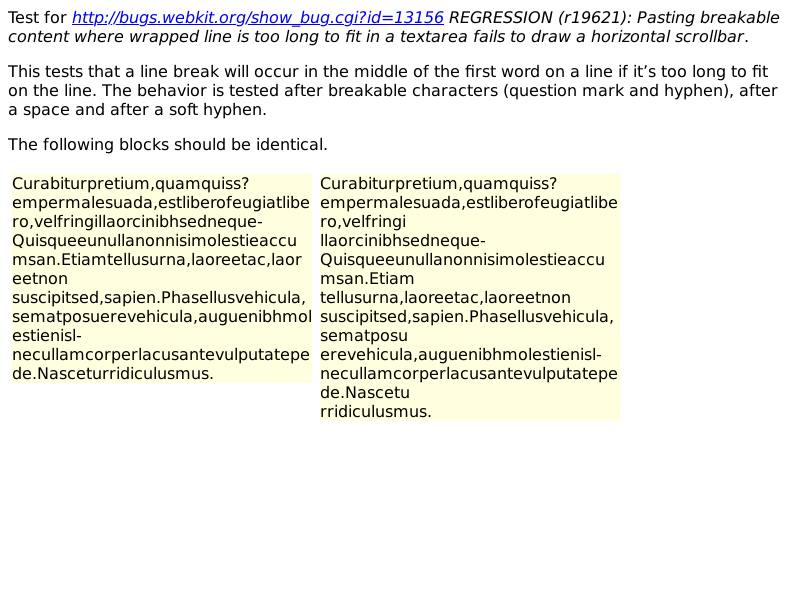 Test for http://bugs.webkit.org/show_bug.cgi?id=13156 REGRESSION (r19621): Pasting breakable
content where wrapped line is too long to fit in a textarea fails to draw a horizontal scrollbar.
This tests that a line break will occur in the middle of the first word on a line if it’s too long to fit
on the line. The behavior is tested after breakable characters (question mark and hyphen), after
a space and after a soft hyphen.
The following blocks should be identical.
Curabiturpretium,quamquiss?
empermalesuada,estliberofeugiatlibe
ro,velfringillaorcinibhsedneque-
Quisqueeunullanonnisimolestieaccu
msan.Etiamtellusurna,laoreetac,laor
eetnon
suscipitsed,sapien.Phasellusvehicula,
sematposuerevehicula,auguenibhmol
estienisl-
necullamcorperlacusantevulputatepe
de.Nasceturridiculusmus.
Curabiturpretium,quamquiss?
empermalesuada,estliberofeugiatlibe
ro,velfringi
llaorcinibhsedneque-
Quisqueeunullanonnisimolestieaccu
msan.Etiam
tellusurna,laoreetac,laoreetnon
suscipitsed,sapien.Phasellusvehicula,
sematposu
erevehicula,auguenibhmolestienisl-
necullamcorperlacusantevulputatepe
de.Nascetu
rridiculusmus.